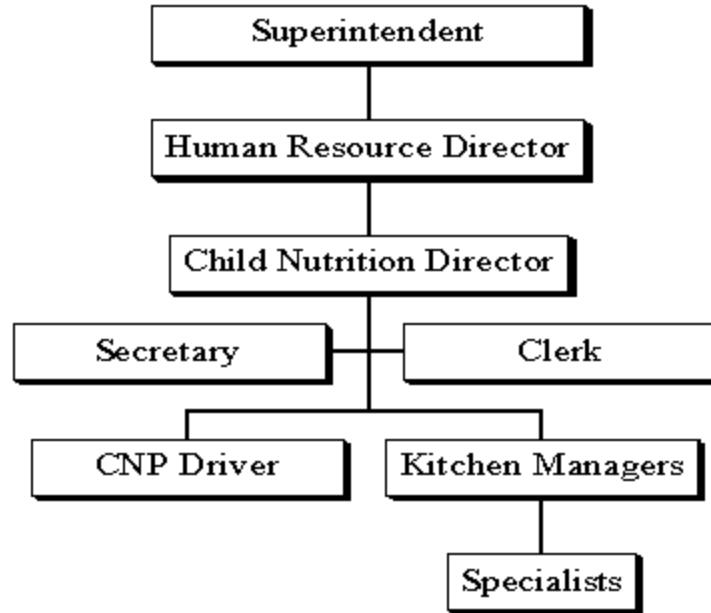 Superintendent
Human Resource Director
Child Nutrition Director
Secretary
Clerk
CNP Driver
Kitchen Managers
Specialists